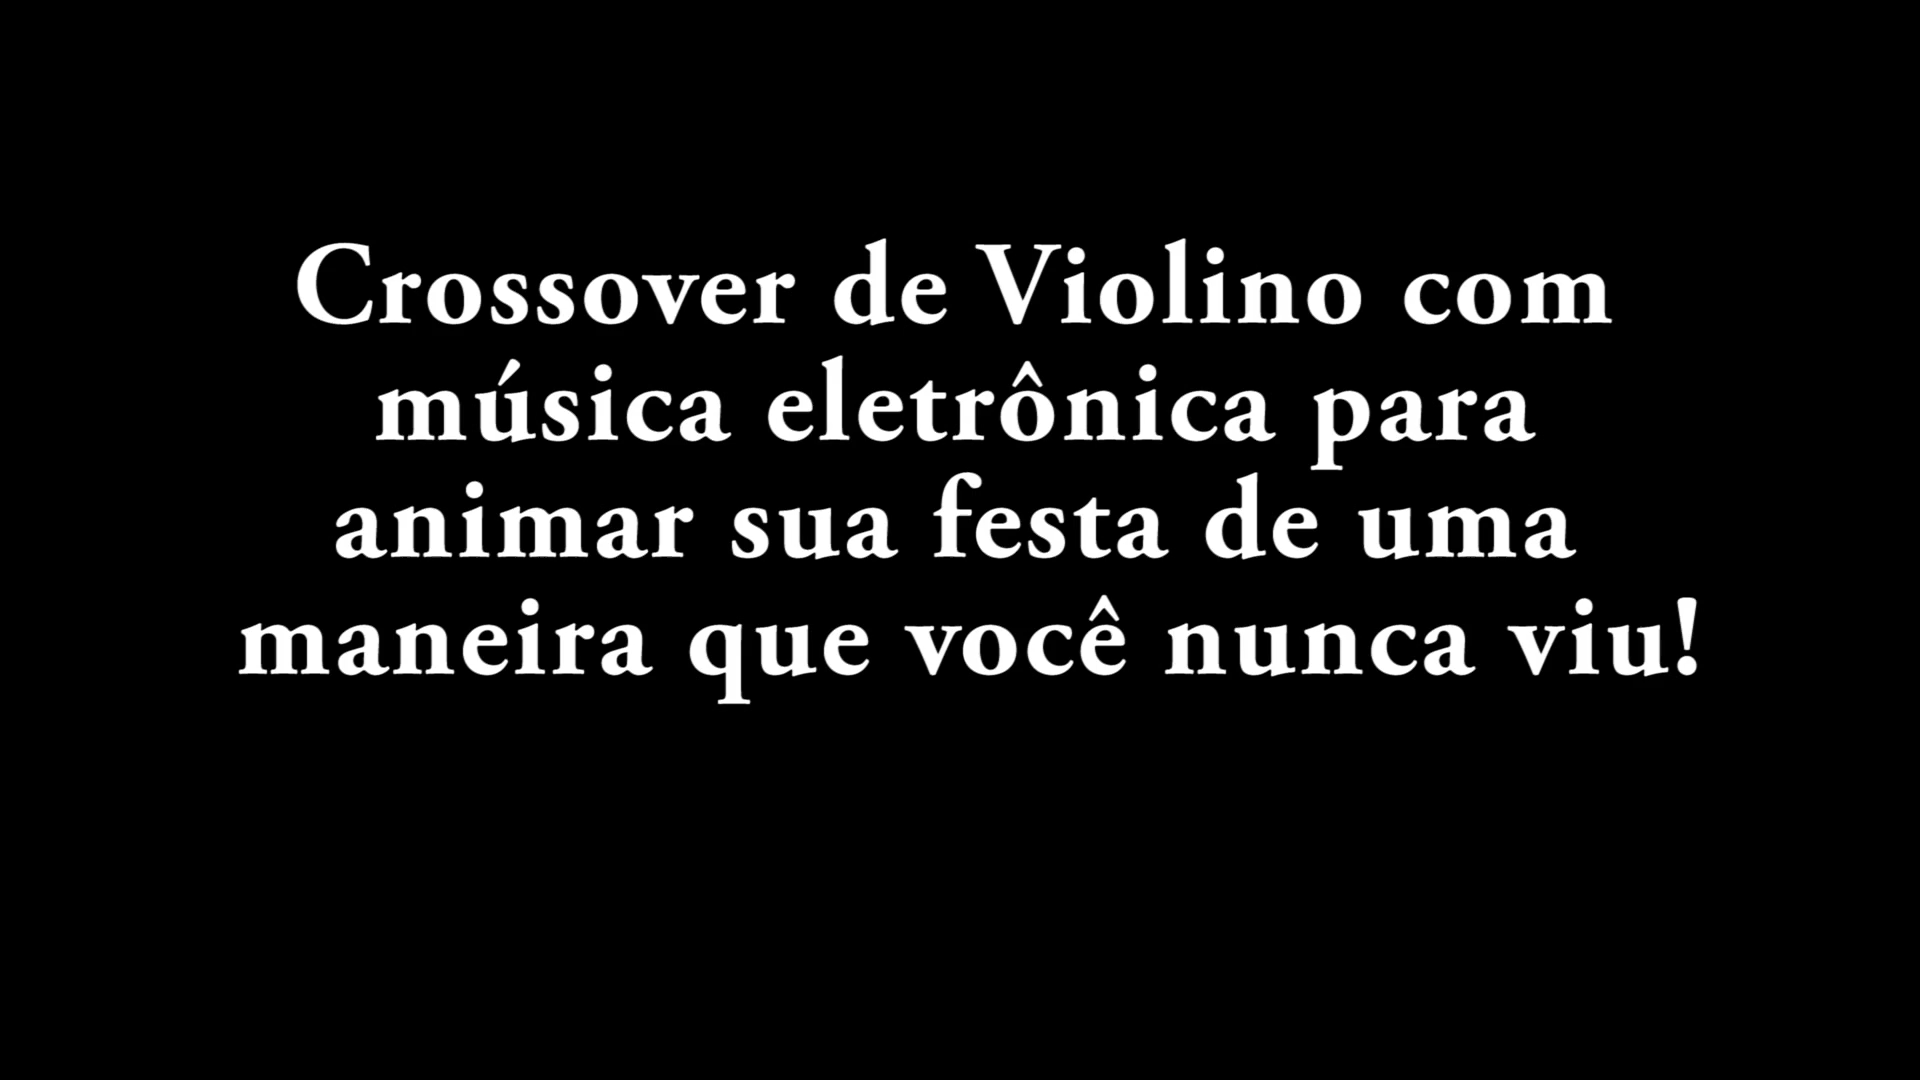 Crossover de Violino com
música eletrônica para
animar sua festa de uma
maneira que você nunca viu!